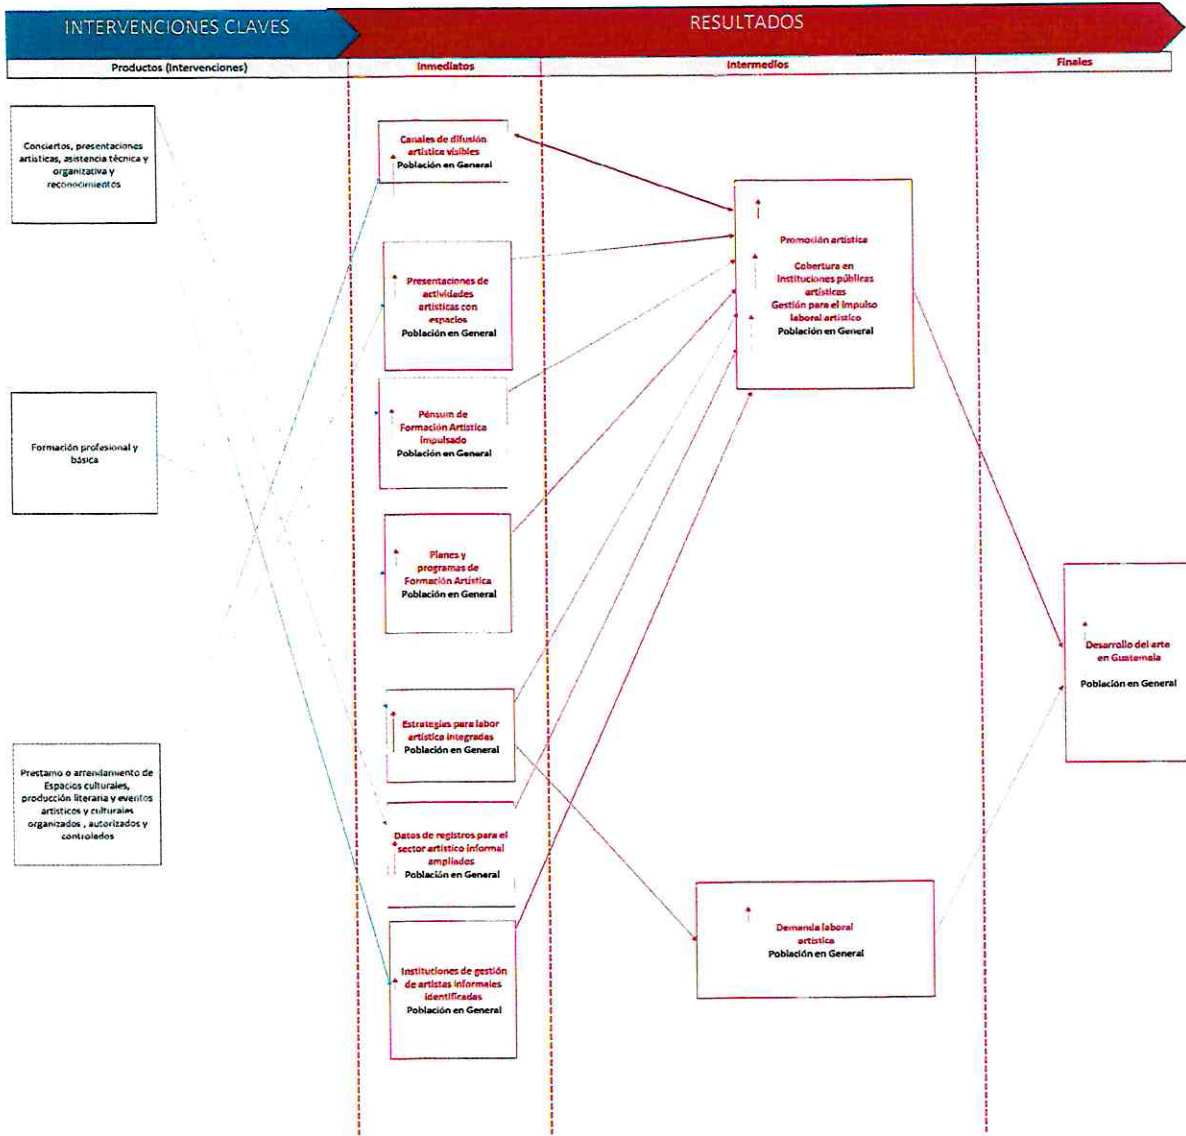 INTERVENCIONES CLAVES
RESULTADOS
Productos (Intervenciones)
Inmediatos
Intermedios
Finales
Conciertos, presentaciones
artísticas, asistencia técnica y
organizativa y
reconocimientos
Formación profesional y
básica
Prestamo o arrendamiento de
Espacios culturales,
producción literaria y eventos
artísticos y culturales
organizados , autorizados y
controlados
Canales de difusión
artística visibles
Población en General
Presentaciones de
actividades
artísticas con
espacios
Población en General
Pénsum de
Formación Artística
impulsado
Población en General
Planes y
programas de
Formación Artística
Población en General
Estrategias para labor
artística integradas
Población en General
Datos de registros para el
sector artístico informal
ampliados
Población en General
Instituciones de gestión
de artistas informales
identificadas
Población en General
Promoción artística
Cobertura en
instituciones públicas
artísticas
Gestión para el impulso
laboral artístico
Población en General
Demanda laboral
artística
Población en General
Desarrollo del arte
en Guatemala
Población en General